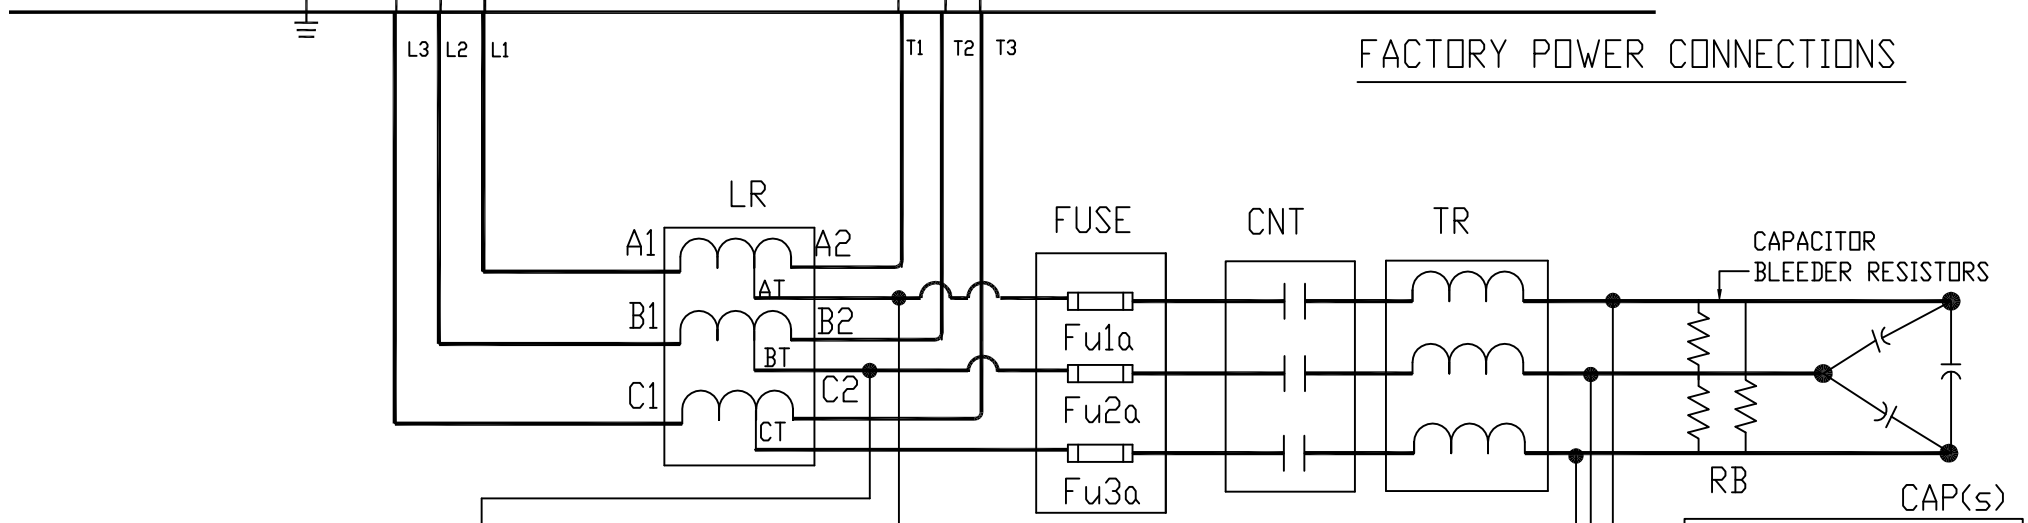 L3 L2 L1 T1 T2 T3
FACTORY POWER CONNECTIONS
LR
FUSE CNT TR
A1 A2
CAPACITOR
BLEEDER RESISTORS
AT
B1 B2
Fu1a
BT
C1 C2
Fu2a
CT
Fu3a
RB
CAP(s)